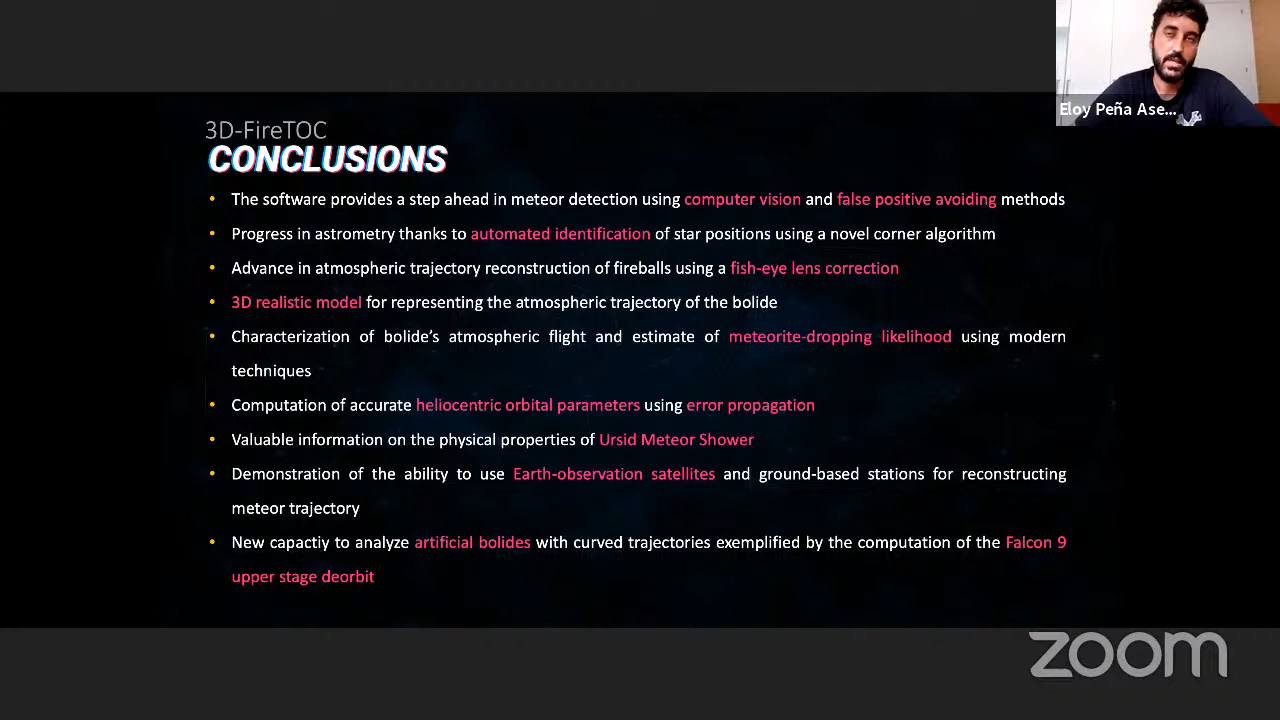 Eloy Peña Ase...
3D-FireTOC
CONCLUSIONS
• The software provides a step ahead in meteor detection using computer vision and false positive avoiding methods
• Progress in astrometry thanks to automated identification of star positions using a novel corner algorithm
• Advance in atmospheric trajectory reconstruction of fireballs using a fish-eye lens correction
• 3D realistic model for representing the atmospheric trajectory of the bolide
• Characterization of bolide's atmospheric flight and estimate of meteorite-dropping likelihood using modern
techniques
• Computation of accurate heliocentric orbital parameters using error propagation
• Valuable information on the physical properties of Ursid Meteor Shower
• Demonstration of the ability to use Earth-observation satellites and ground-based stations for reconstructing
meteor trajectory
• New capactiy to analyze artificial bolides with curved trajectories exemplified by the computation of the Falcon 9
upper stage deorbit
zoom